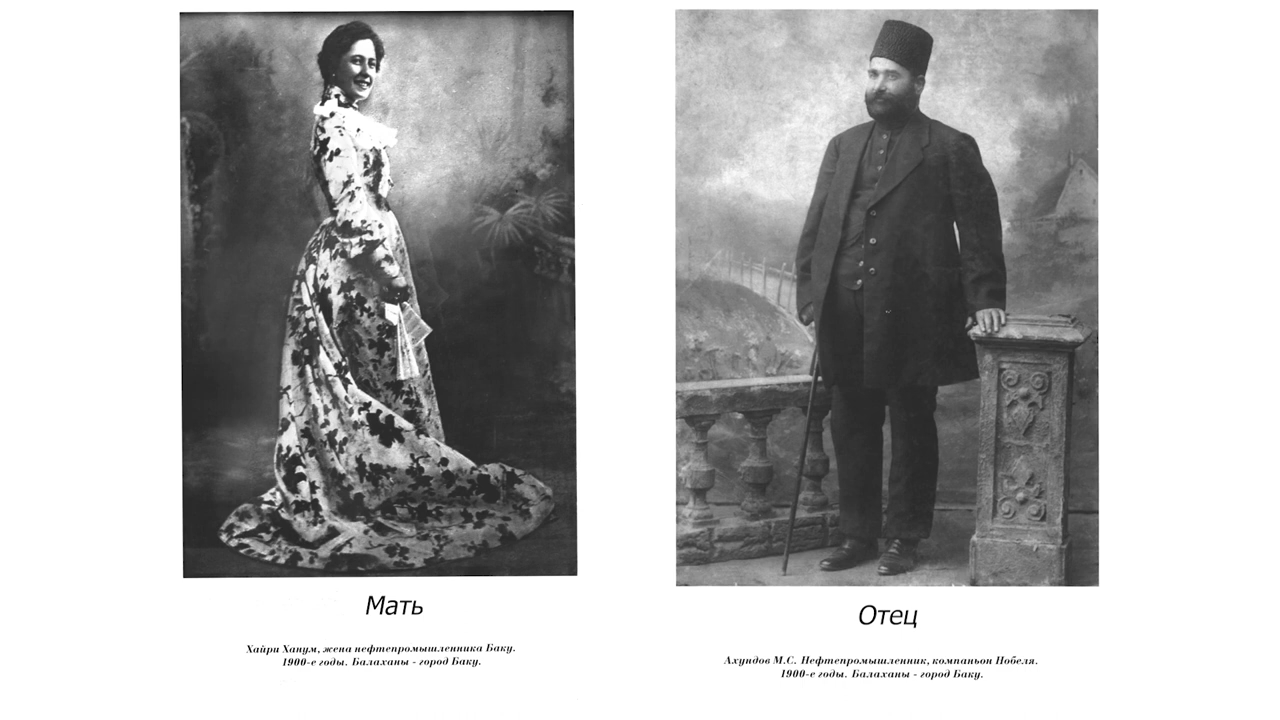 Мать
Хайри Ханум, жена нефтепромышленника Баку.
1900-е годы. Балаханы - город Баку.
Отец
Ахундов М.С. Нефтепромышленник, компаньон Нобеля.
1900-е годы. Балаханы - город Баку.